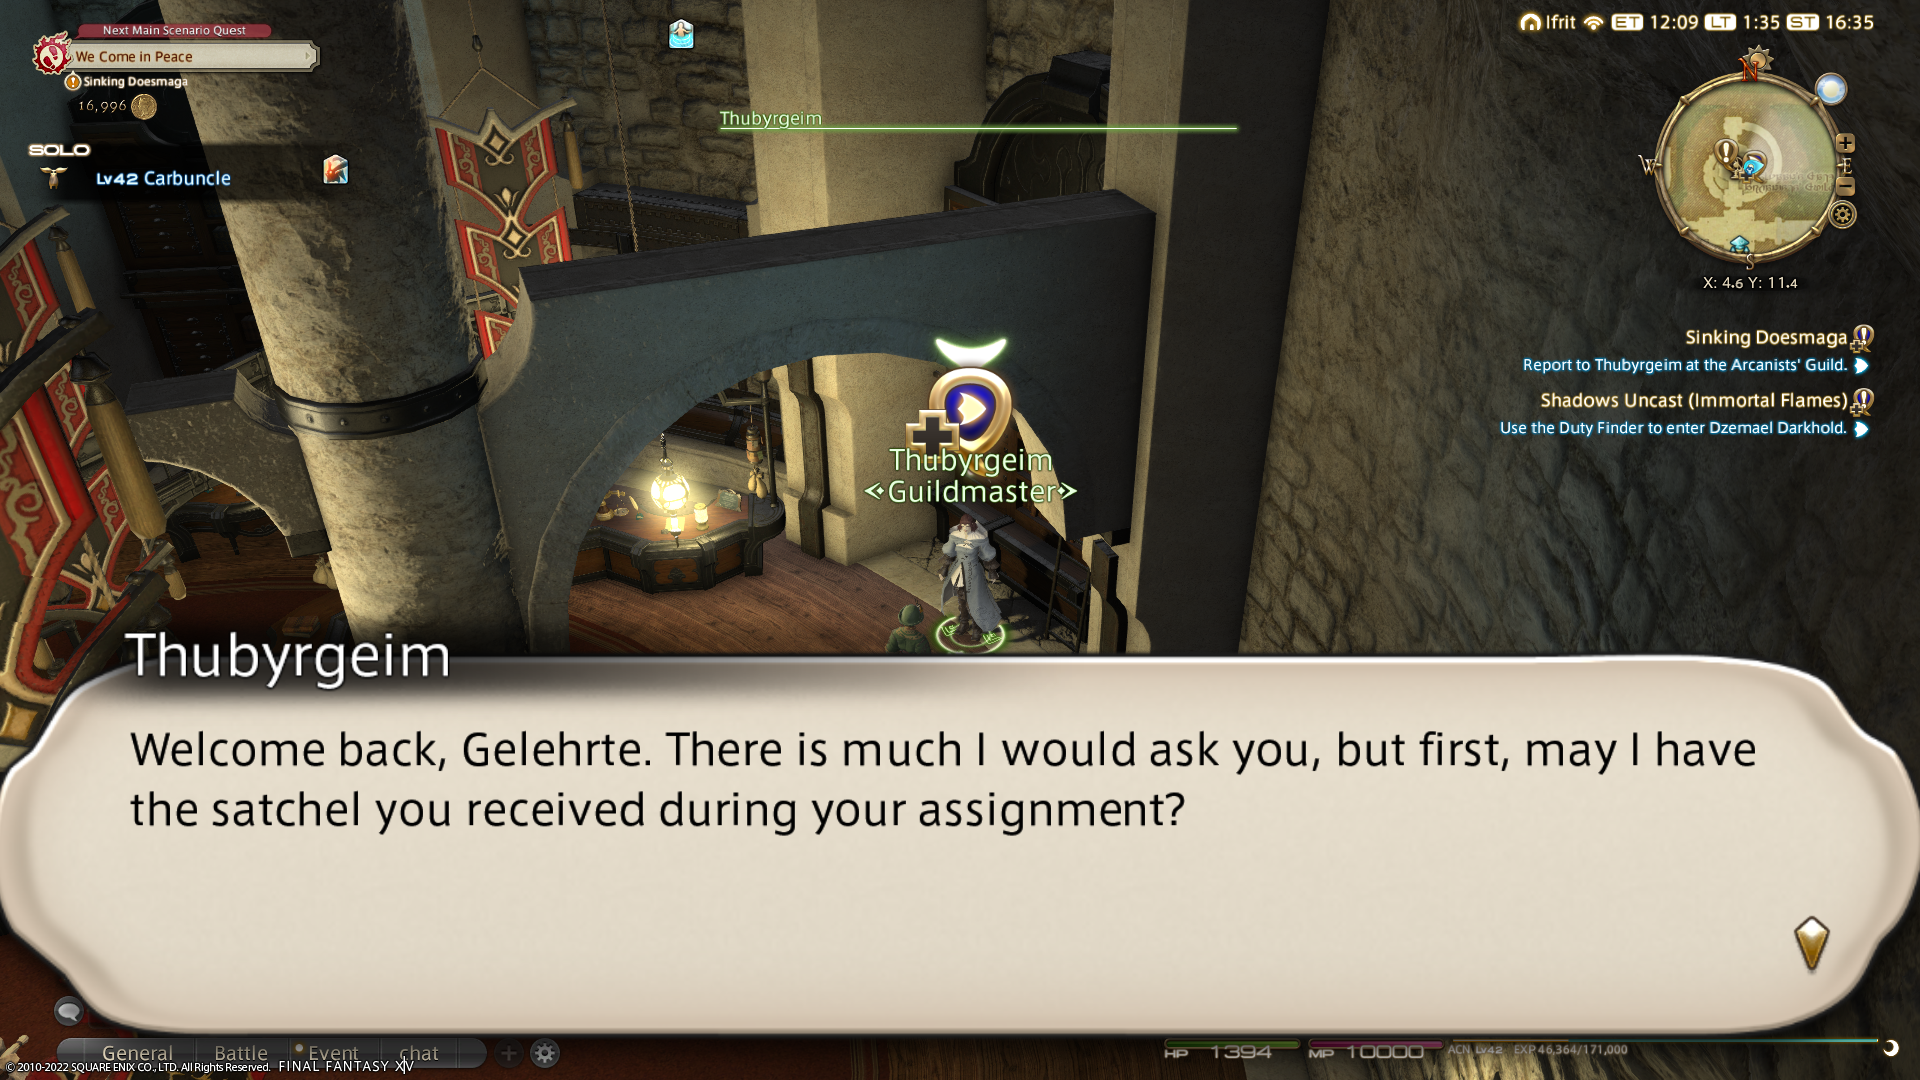 Next Main Scenario Quest
We Come in Peace
Sinking Doesmaga
16,996
SOLO
Lv42 Carbuncle
Thubyrgeim
Ifrit ET 12:09 LT 1:35 ST 16:35
N
W
E
S
X: 4.6 Y: 11.4
Sinking Doesmaga
Report to Thubyrgeim at the Arcanists' Guild.
Shadows Uncast (Immortal Flames)
Use the Duty Finder to enter Dzemael Darkhold.
Thubyrgeim
Guildmaster
Thubyrgeim
Welcome back, Gelehrte. There is much I would ask you, but first, may I have
the satchel you received during your assignment?
General Battle Event chat
HP 1394 MP 10000 ACN Lv42 EXP 46,364/171,000
© 2010-2022 SQUARE ENIX CO., LTD. All Rights Reserved. FINAL FANTASY XIV